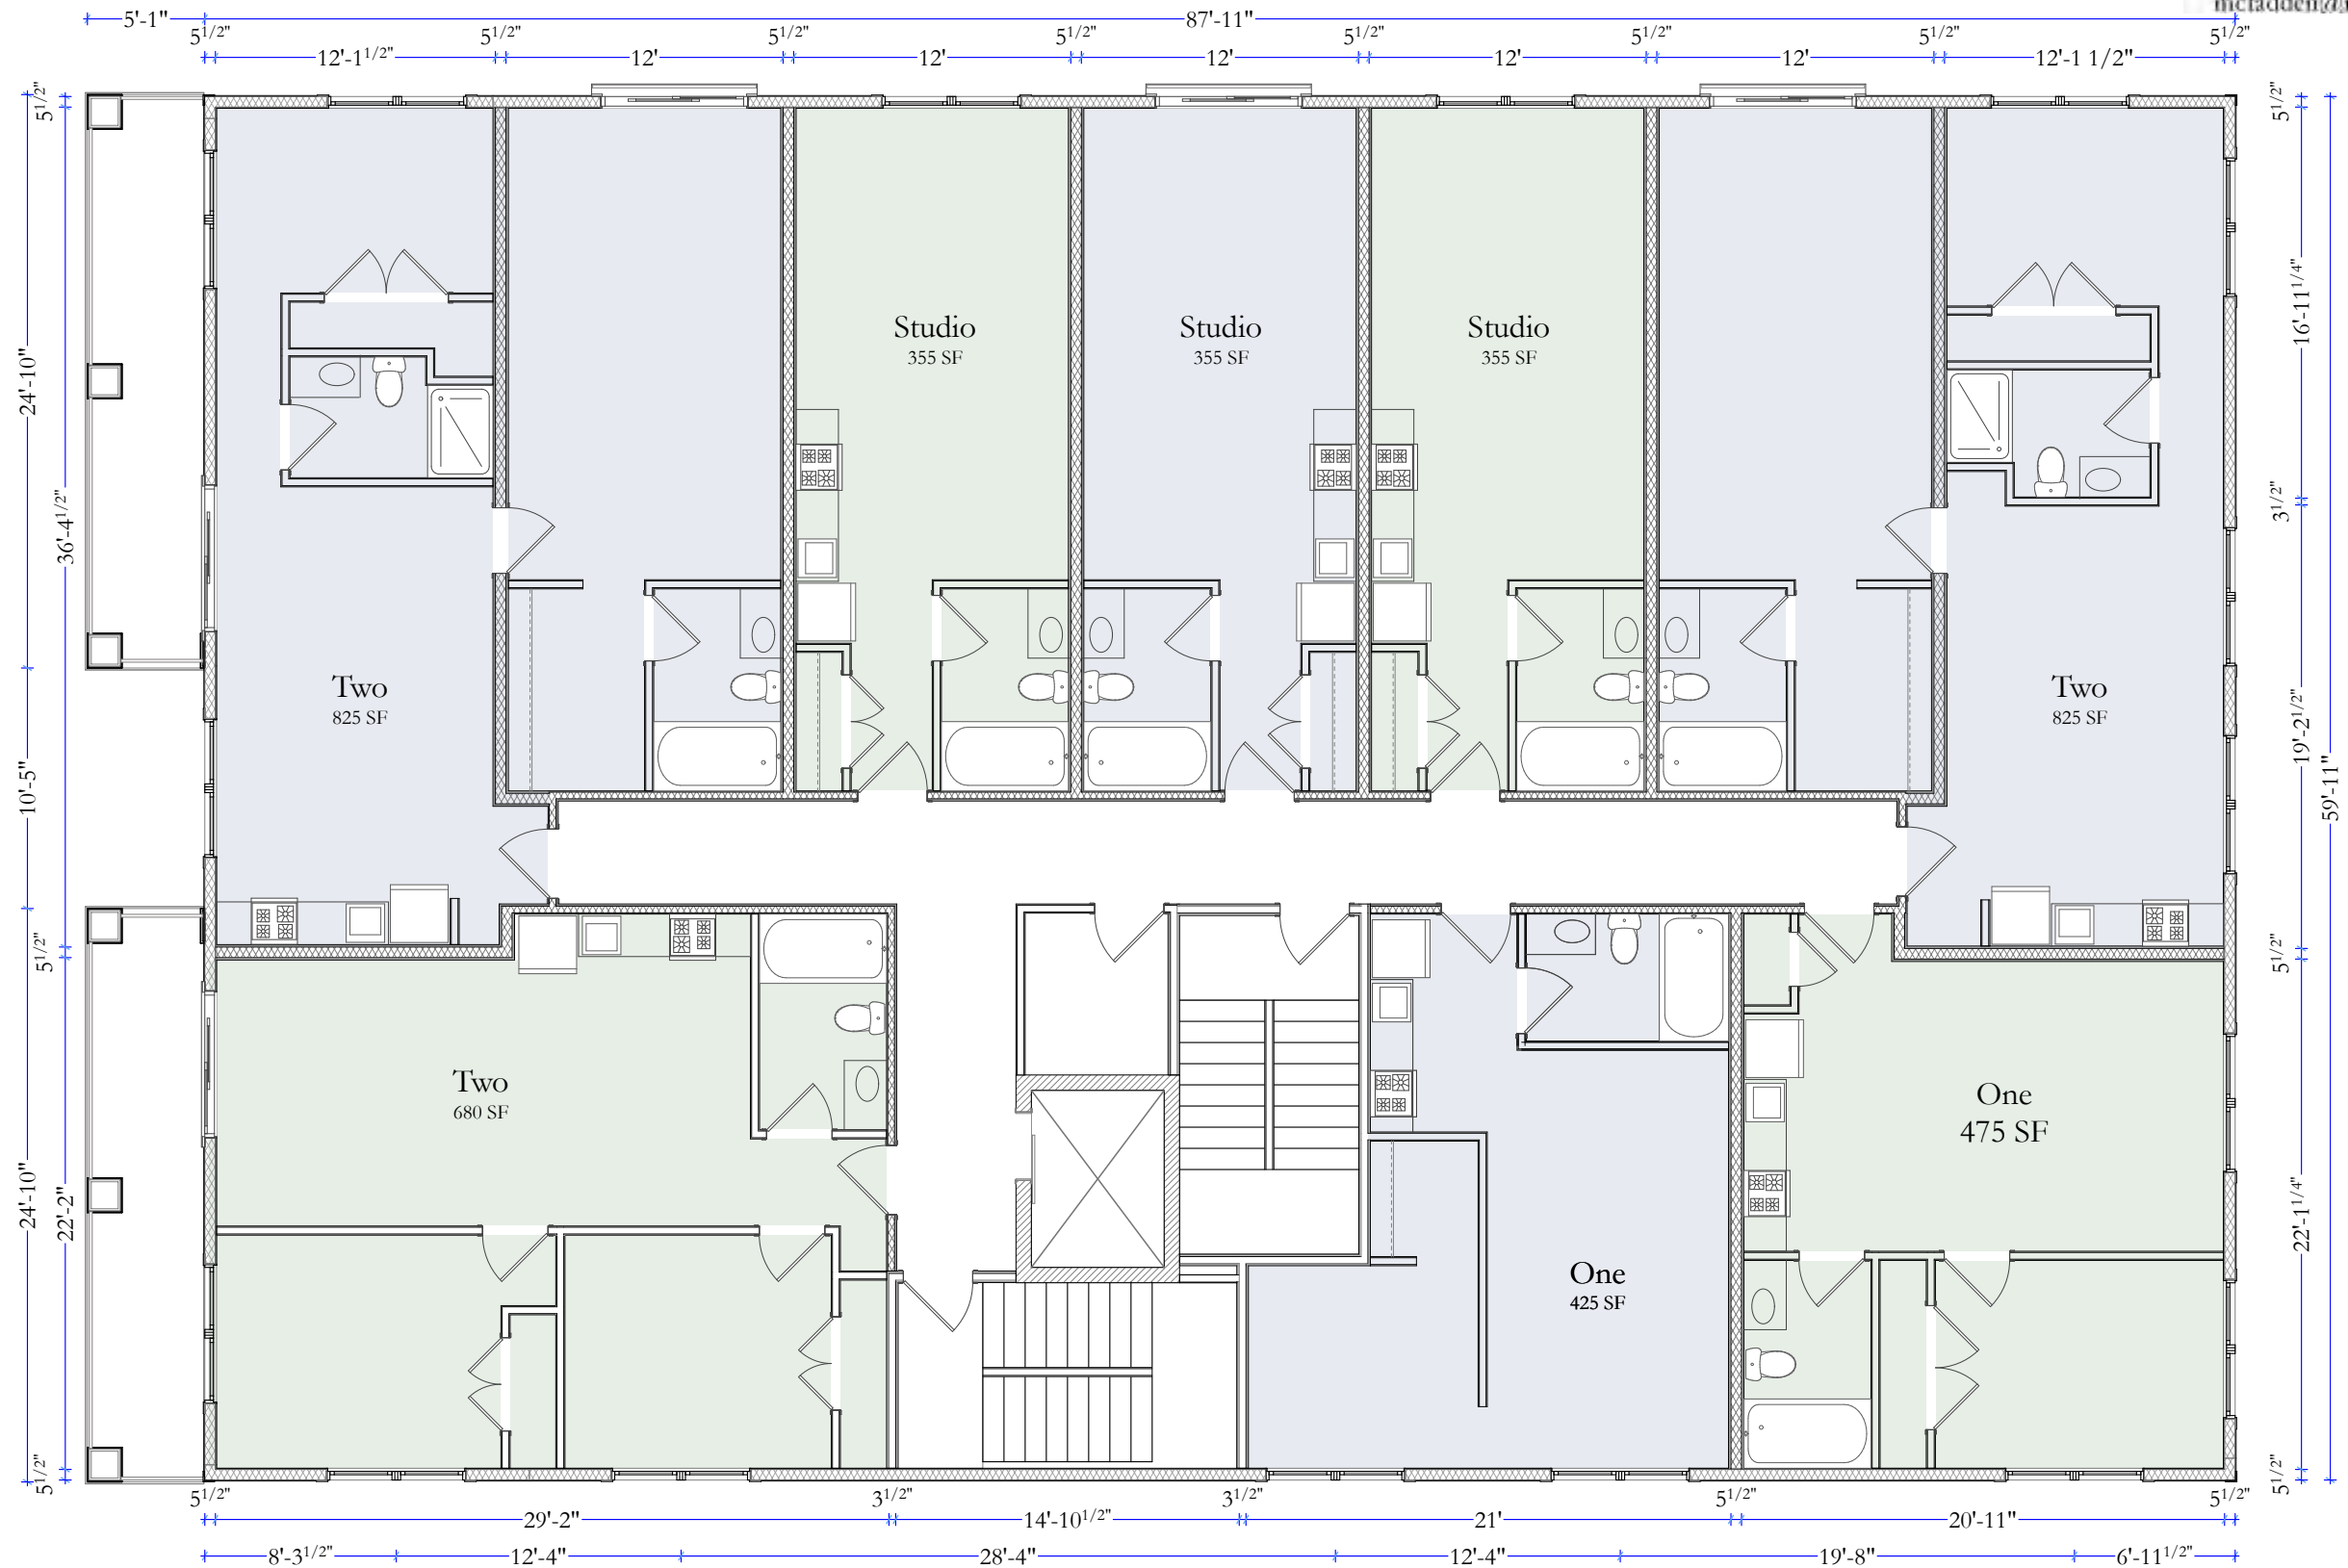 5'-1" 87'-11"
5 1/2" 5 1/2" 5 1/2" 5 1/2" 5 1/2" 5 1/2" 5 1/2" 5 1/2"
12'-1 1/2" 12' 12' 12' 12' 12' 12'-1 1/2"
5 1/2"
5 1/2"
16'-11 1/4"
Studio
355 SF
Studio
355 SF
Studio
355 SF
24'-10"
36'-4 1/2"
3 1/2"
Two
825 SF
Two
825 SF
19'-2 1/2"
59'-11"
10'-5"
5 1/2"
5 1/2"
Two
680 SF
One
475 SF
24'-10"
22'-2"
22'-1 1/4"
One
425 SF
5 1/2"
5 1/2"
5 1/2" 3 1/2" 3 1/2" 5 1/2" 5 1/2"
29'-2" 14'-10 1/2" 21' 20'-11"
8'-3 1/2" 12'-4" 28'-4" 12'-4" 19'-8" 6'-11 1/2"